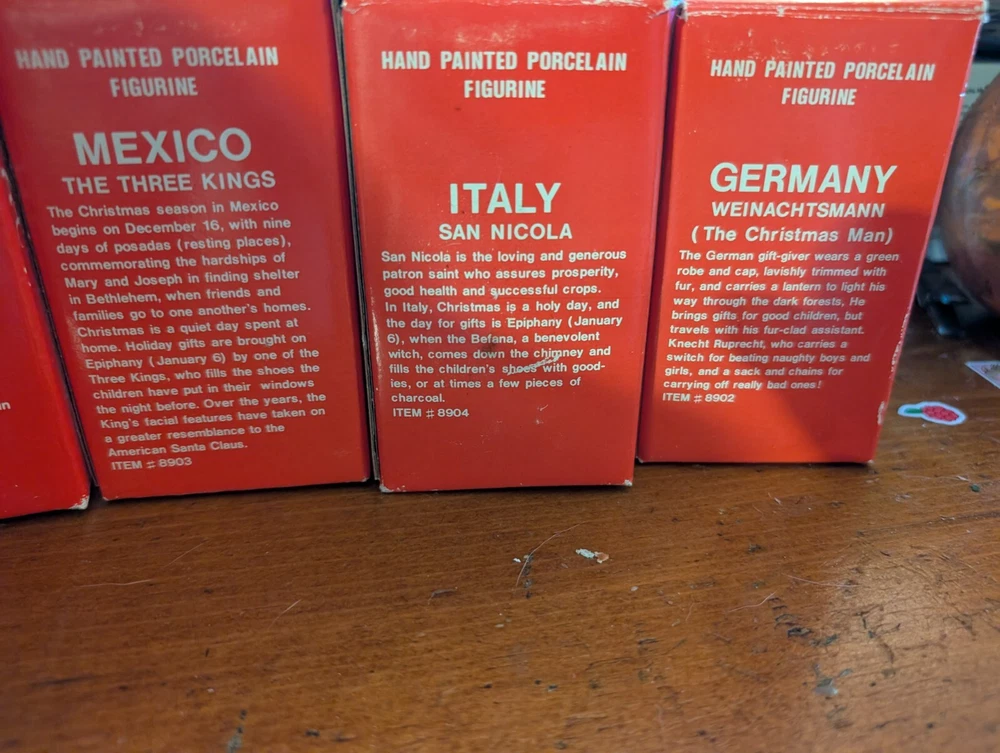 HAND PAINTED PORCELAIN
FIGURINE
MEXICO
THE THREE KINGS
The Christmas season in Mexico
begins on December 16, with nine
days of posadas (resting places),
commemorating the hardships of
Mary and Joseph in finding shelter
in Bethlehem, when friends and
families go to one another's homes.
Christmas is a quiet day spent at
home. Holiday gifts are brought on
Epiphany (January 6) by one of the
Three Kings, who fills the shoes the
children have put in their windows
the night before. Over the years, the
King's facial features have taken on
a greater resemblance to the
American Santa Claus.
ITEM # 8903
HAND PAINTED PORCELAIN
FIGURINE
ITALY
SAN NICOLA
San Nicola is the loving and generous
patron saint who assures prosperity,
good health and successful crops.
In Italy, Christmas is a holy day, and
the day for gifts is Epiphany (January
6), when the Befana, a benevolent
witch, comes down the chimney and
fills the children's shoes with good-
ies, or at times a few pieces of
charcoal.
ITEM # 8904
HAND PAINTED PORCELAIN
FIGURINE
GERMANY
WEINACHTSMANN
(The Christmas Man)
The German gift-giver wears a green
robe and cap, lavishly trimmed with
fur, and carries a lantern to light his
way through the dark forests, He
brings gifts for good children, but
travels with his fur-clad assistant.
Knecht Ruprecht, who carries a
switch for beating naughty boys and
girls, and a sack and chains for
carrying off really bad ones!
ITEM # 8902